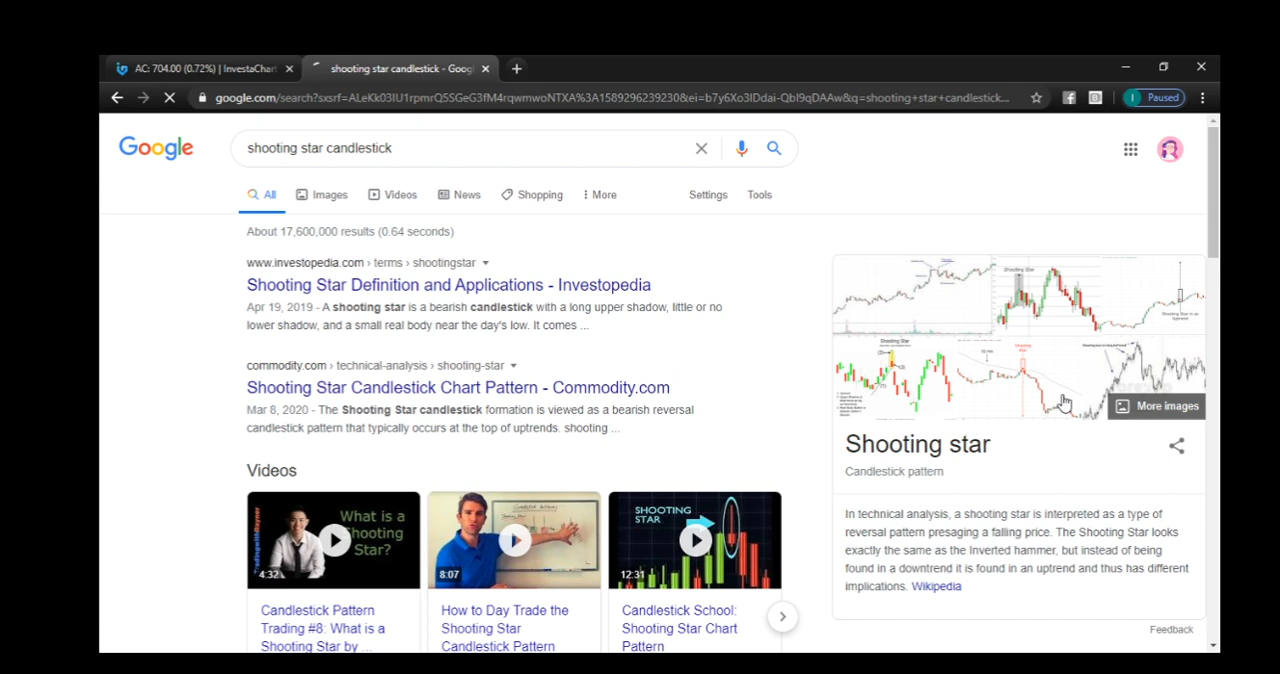 AC: 704.00 (0.72%) | InvestaChart
shooting star candlestick - Goog
google.com/search?sxsrf=ALeKk03IU1rpmrQ5SGeG3fM4rqwmwoNTXA%3A1589296239230&ei=b7y6Xo3IDdai-QbI9qDAAw&q=shooting+star+candlestick...
Paused
Google
shooting star candlestick
All
Images
Videos
News
Shopping
More
Settings
Tools
About 17,600,000 results (0.64 seconds)
www.investopedia.com › terms › shootingstar
Shooting Star Definition and Applications - Investopedia
Apr 19, 2019 - A shooting star is a bearish candlestick with a long upper shadow, little or no
lower shadow, and a small real body near the day's low. It comes ...
commodity.com › technical-analysis › shooting-star
Shooting Star Candlestick Chart Pattern - Commodity.com
Mar 8, 2020 - The Shooting Star candlestick formation is viewed as a bearish reversal
candlestick pattern that typically occurs at the top of uptrends. shooting ...
Videos
What is a
Shooting
Star?
4:32
8:07
SHOOTING
STAR
12:31
Candlestick Pattern
Trading #8: What is a
Shooting Star by ...
How to Day Trade the
Shooting Star
Candlestick Pattern
Candlestick School:
Shooting Star Chart
Pattern
Shooting Star
Shooting Star
More images
Shooting star
Candlestick pattern
In technical analysis, a shooting star is interpreted as a type of
reversal pattern presaging a falling price. The Shooting Star looks
exactly the same as the Inverted hammer, but instead of being
found in a downtrend it is found in an uptrend and thus has different
implications. Wikipedia
Feedback